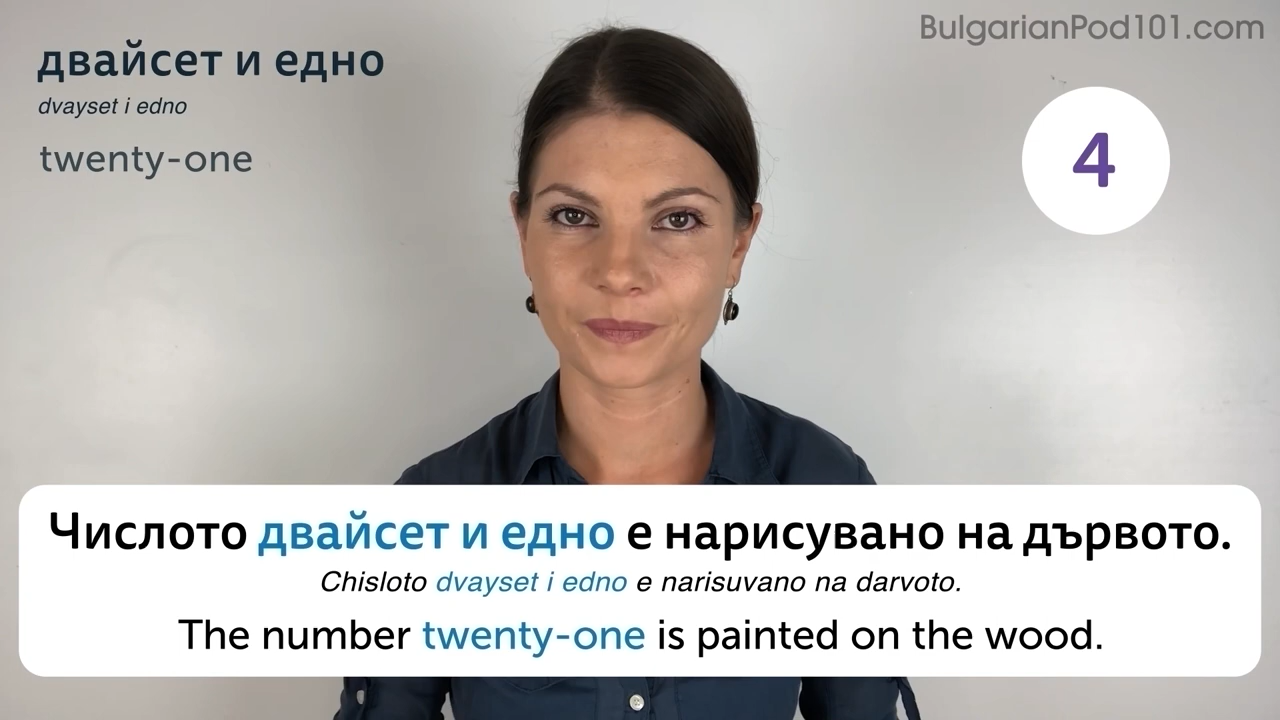 BulgarianPod101.com
двайсет и едно
dvayset i edno
twenty-one
4
Числото двайсет и едно е нарисувано на дървото.
Chisloto dvayset i edno e narisuvano na darvoto.
The number twenty-one is painted on the wood.